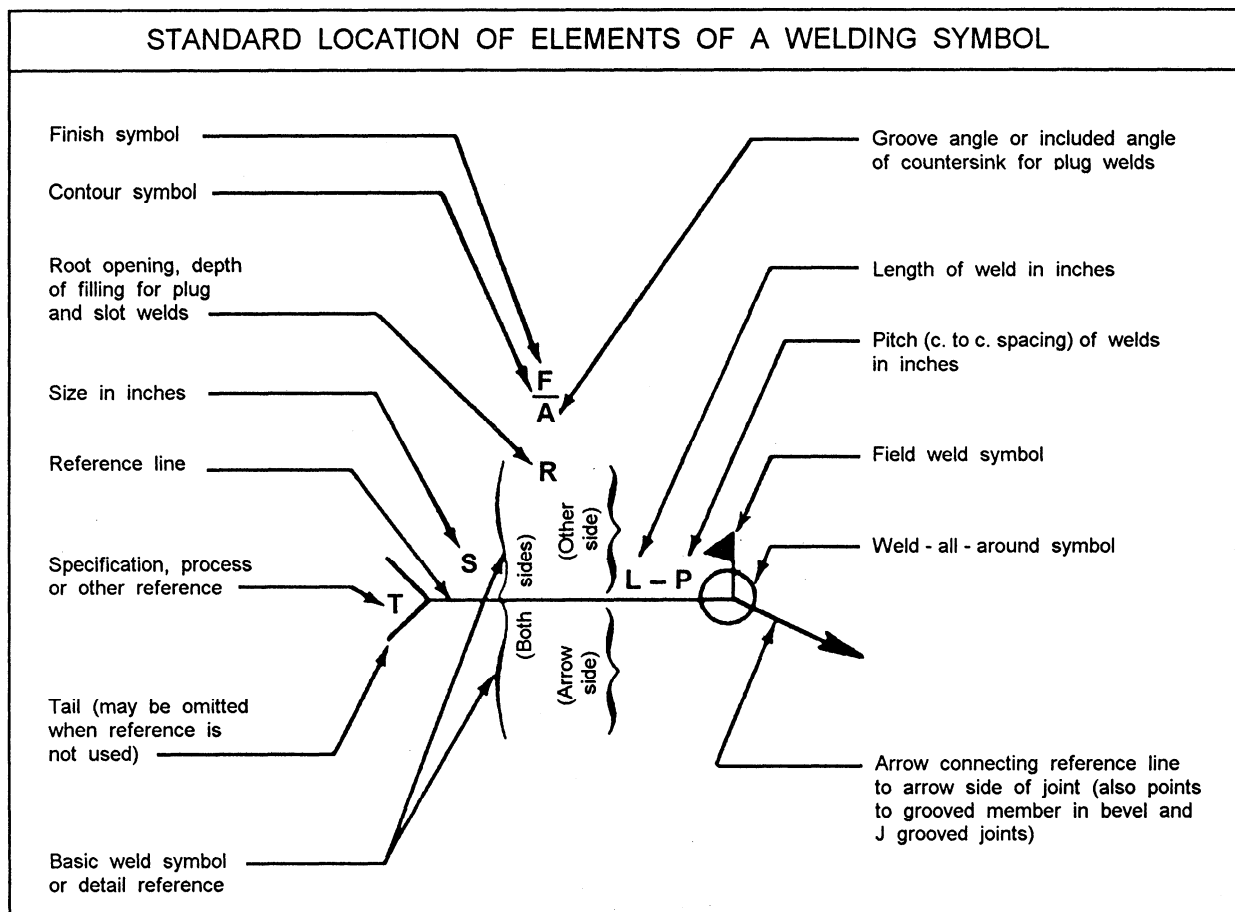 STANDARD LOCATION OF ELEMENTS OF A WELDING SYMBOL
Finish symbol
Contour symbol
Root opening, depth
of filling for plug
and slot welds
Size in inches
Reference line
Specification, process
or other reference
Tail (may be omitted
when reference is
not used)
Basic weld symbol
or detail reference
F
A
R
S
T
(Both sides)
(Other
side)
(Arrow
side)
L – P
Groove angle or included angle
of countersink for plug welds
Length of weld in inches
Pitch (c. to c. spacing) of welds
in inches
Field weld symbol
Weld - all - around symbol
Arrow connecting reference line
to arrow side of joint (also points
to grooved member in bevel and
J grooved joints)